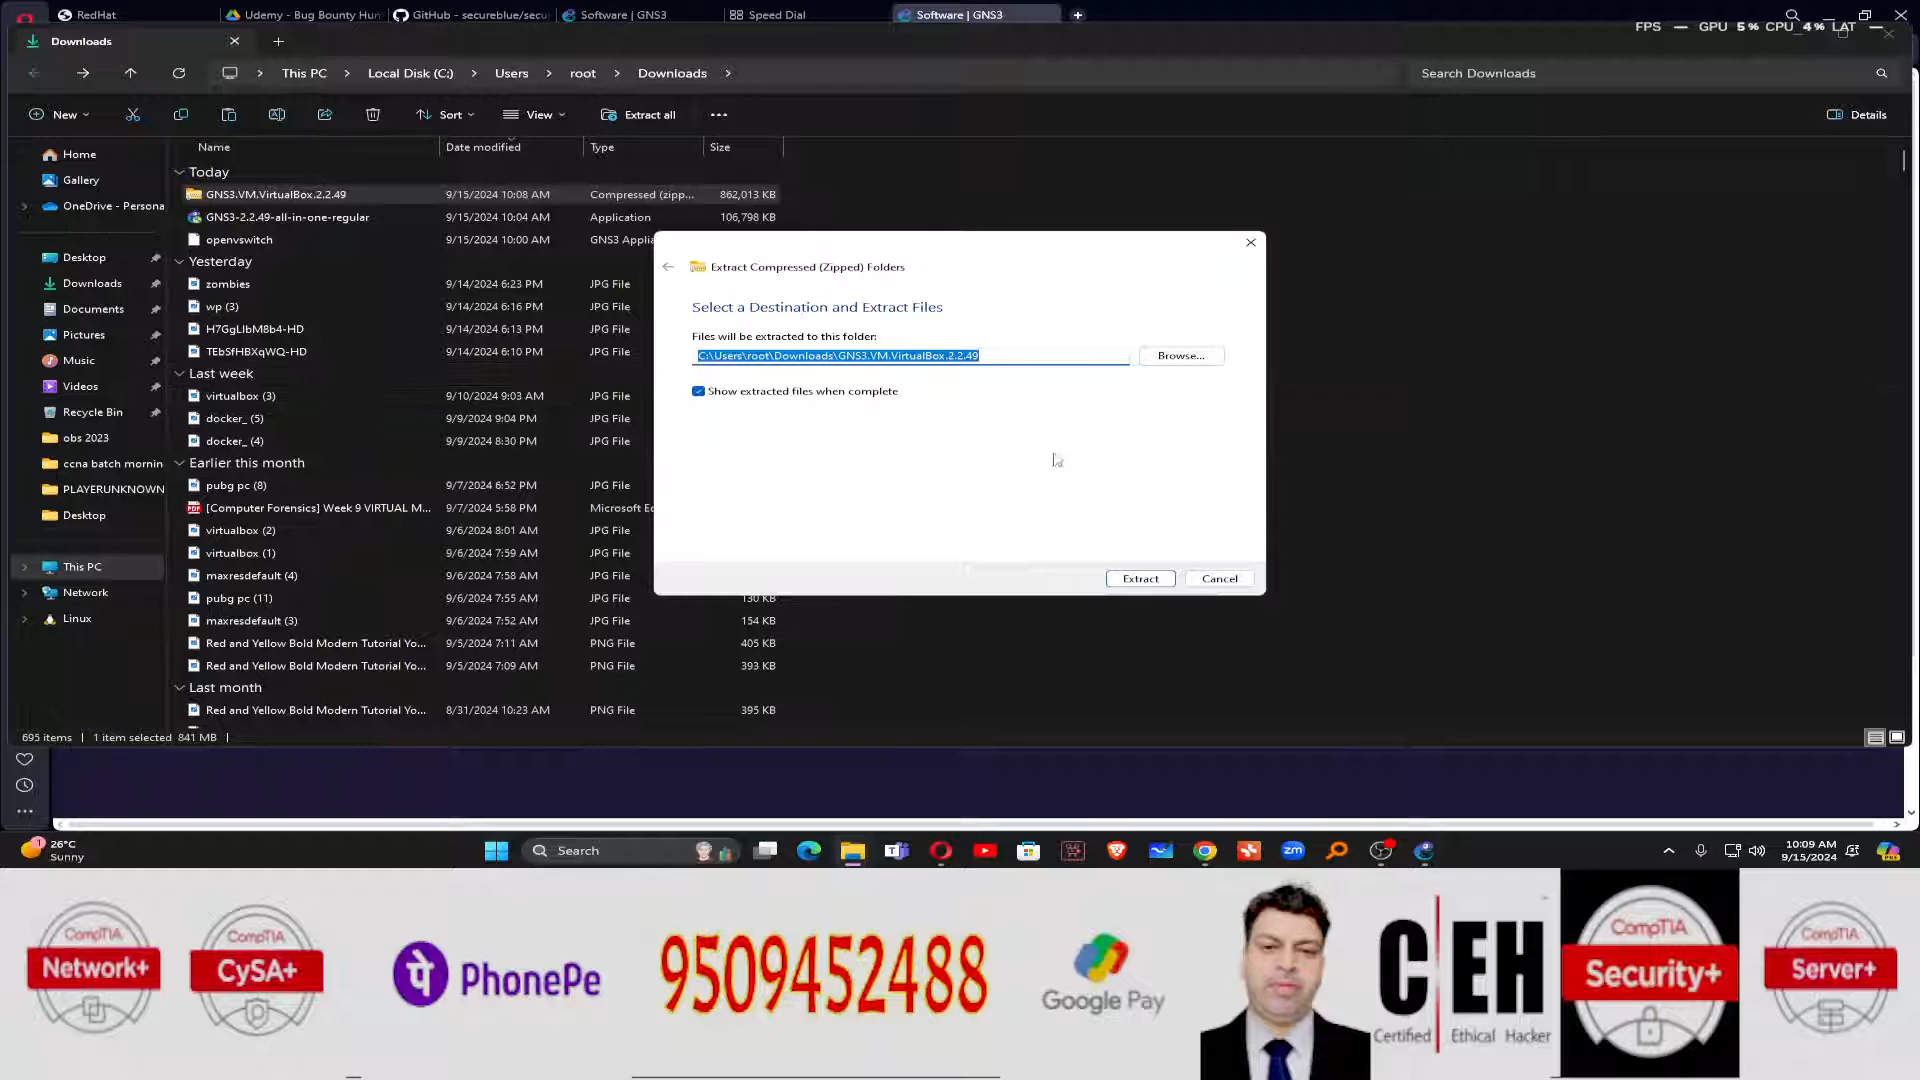 RedHat
Udemy - Bug Bounty Hun
GitHub - secureblue/secu
Software | GNS3
Speed Dial
Software | GNS3
FPS — GPU 5 % CPU 4 % LAT —
Downloads
This PC > Local Disk (C:) > Users > root > Downloads >
Search Downloads
New
Sort
View
Extract all
Details
Name Date modified Type Size
Home
Gallery
OneDrive - Persona
Desktop
Downloads
Documents
Pictures
Music
Videos
Recycle Bin
obs 2023
ccna batch mornin
PLAYERUNKNOWN
Desktop
This PC
Network
Linux
Today
GNS3.VM.VirtualBox.2.2.49 9/15/2024 10:08 AM Compressed (zipp... 862,013 KB
GNS3-2.2.49-all-in-one-regular 9/15/2024 10:04 AM Application 106,798 KB
openvswitch 9/15/2024 10:00 AM GNS3 Applia
Yesterday
zombies 9/14/2024 6:23 PM JPG File
wp (3) 9/14/2024 6:16 PM JPG File
H7GgLlbM8b4-HD 9/14/2024 6:13 PM JPG File
TEbSfHBXqWQ-HD 9/14/2024 6:10 PM JPG File
Last week
virtualbox (3) 9/10/2024 9:03 AM JPG File
docker_ (5) 9/9/2024 9:04 PM JPG File
docker_ (4) 9/9/2024 8:30 PM JPG File
Earlier this month
pubg pc (8) 9/7/2024 6:52 PM JPG File
[Computer Forensics] Week 9 VIRTUAL M... 9/7/2024 5:58 PM Microsoft Ed
virtualbox (2) 9/6/2024 8:01 AM JPG File
virtualbox (1) 9/6/2024 7:59 AM JPG File
maxresdefault (4) 9/6/2024 7:58 AM JPG File
pubg pc (11) 9/6/2024 7:55 AM JPG File 130 KB
maxresdefault (3) 9/6/2024 7:52 AM JPG File 154 KB
Red and Yellow Bold Modern Tutorial Yo... 9/5/2024 7:11 AM PNG File 405 KB
Red and Yellow Bold Modern Tutorial Yo... 9/5/2024 7:09 AM PNG File 393 KB
Last month
Red and Yellow Bold Modern Tutorial Yo... 8/31/2024 10:23 AM PNG File 395 KB
695 items | 1 item selected 841 MB |
Extract Compressed (Zipped) Folders
Select a Destination and Extract Files
Files will be extracted to this folder:
C:\Users\root\Downloads\GNS3.VM.VirtualBox.2.2.49
Browse...
Show extracted files when complete
Extract
Cancel
1
26°C
Sunny
Search
zm
10:09 AM
9/15/2024
CompTIA
Network+
CompTIA
CySA+
पे PhonePe
9509452488
Google Pay
C EH
Certified Ethical Hacker
CompTIA
Security+
CompTIA
Server+